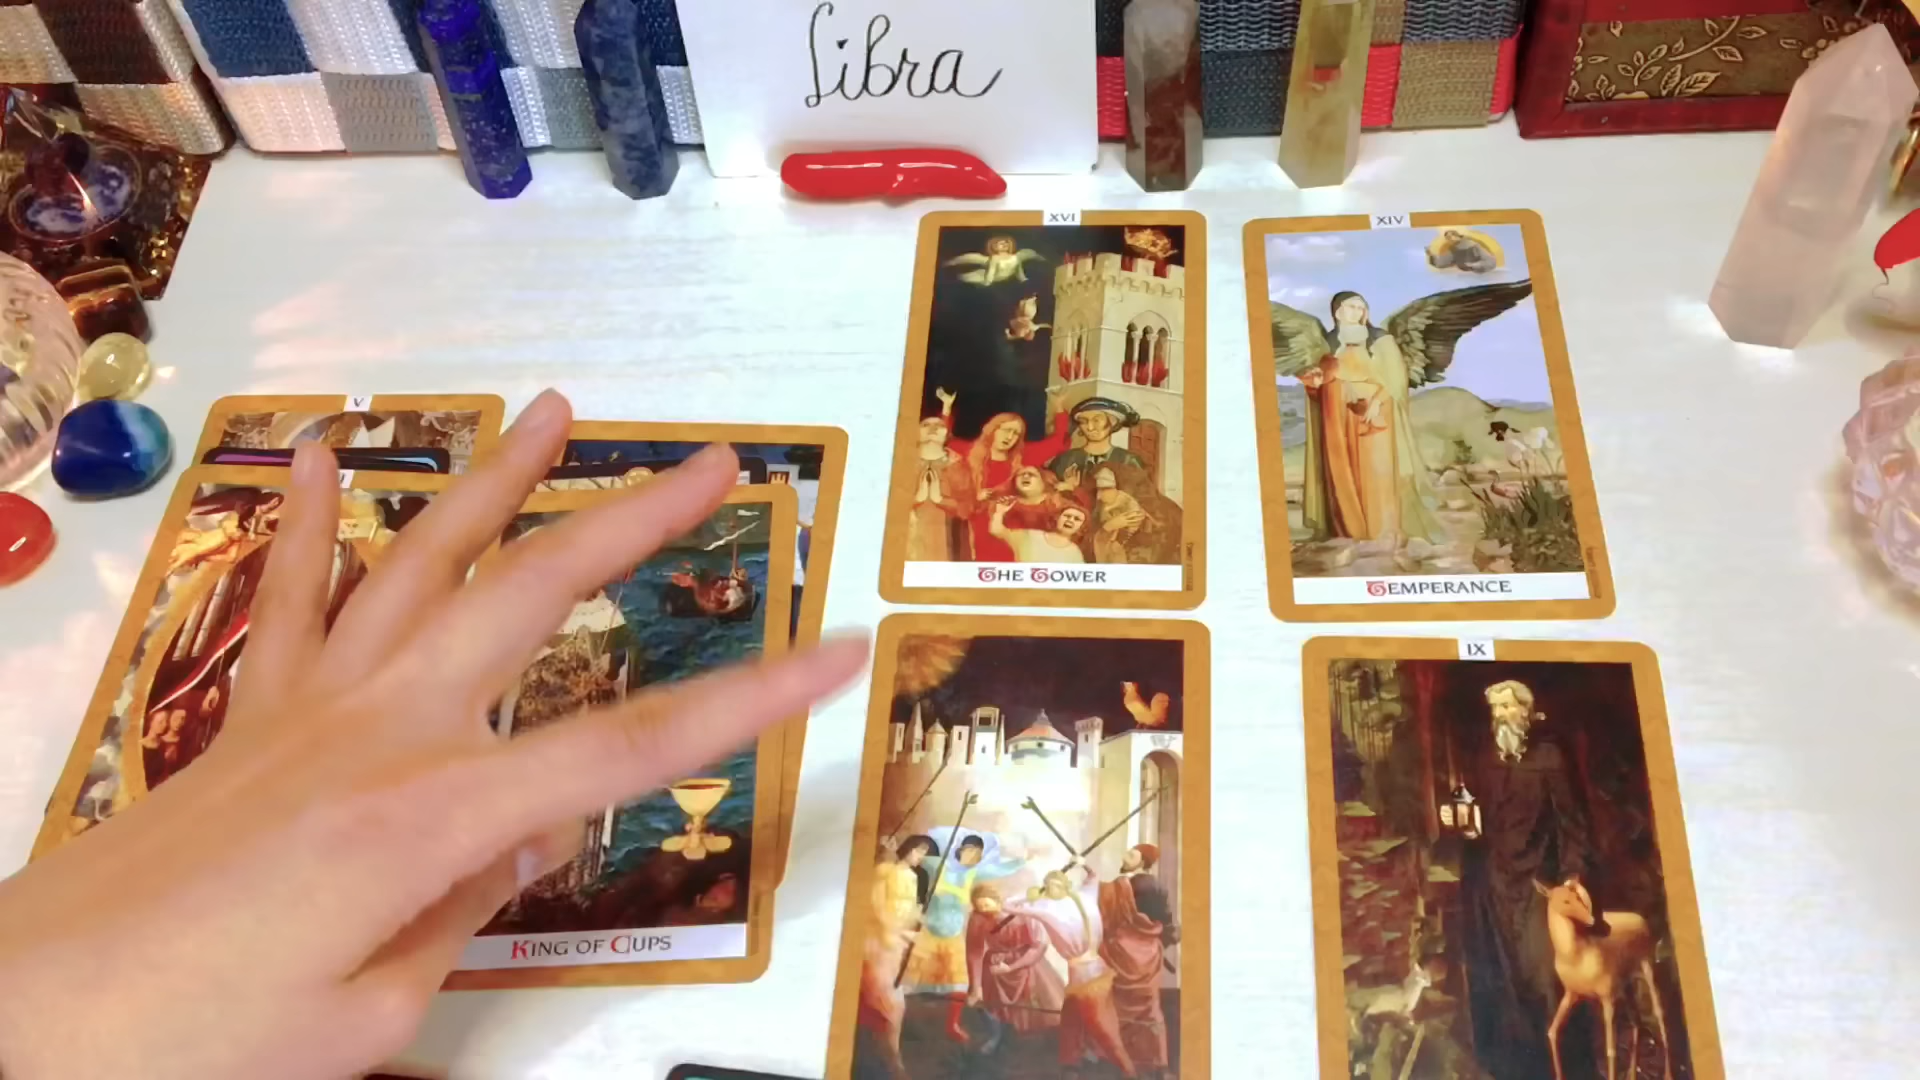 Libra
XVI
XIV
V
THE TOWER
TEMPERANCE
IX
KING OF CUPS